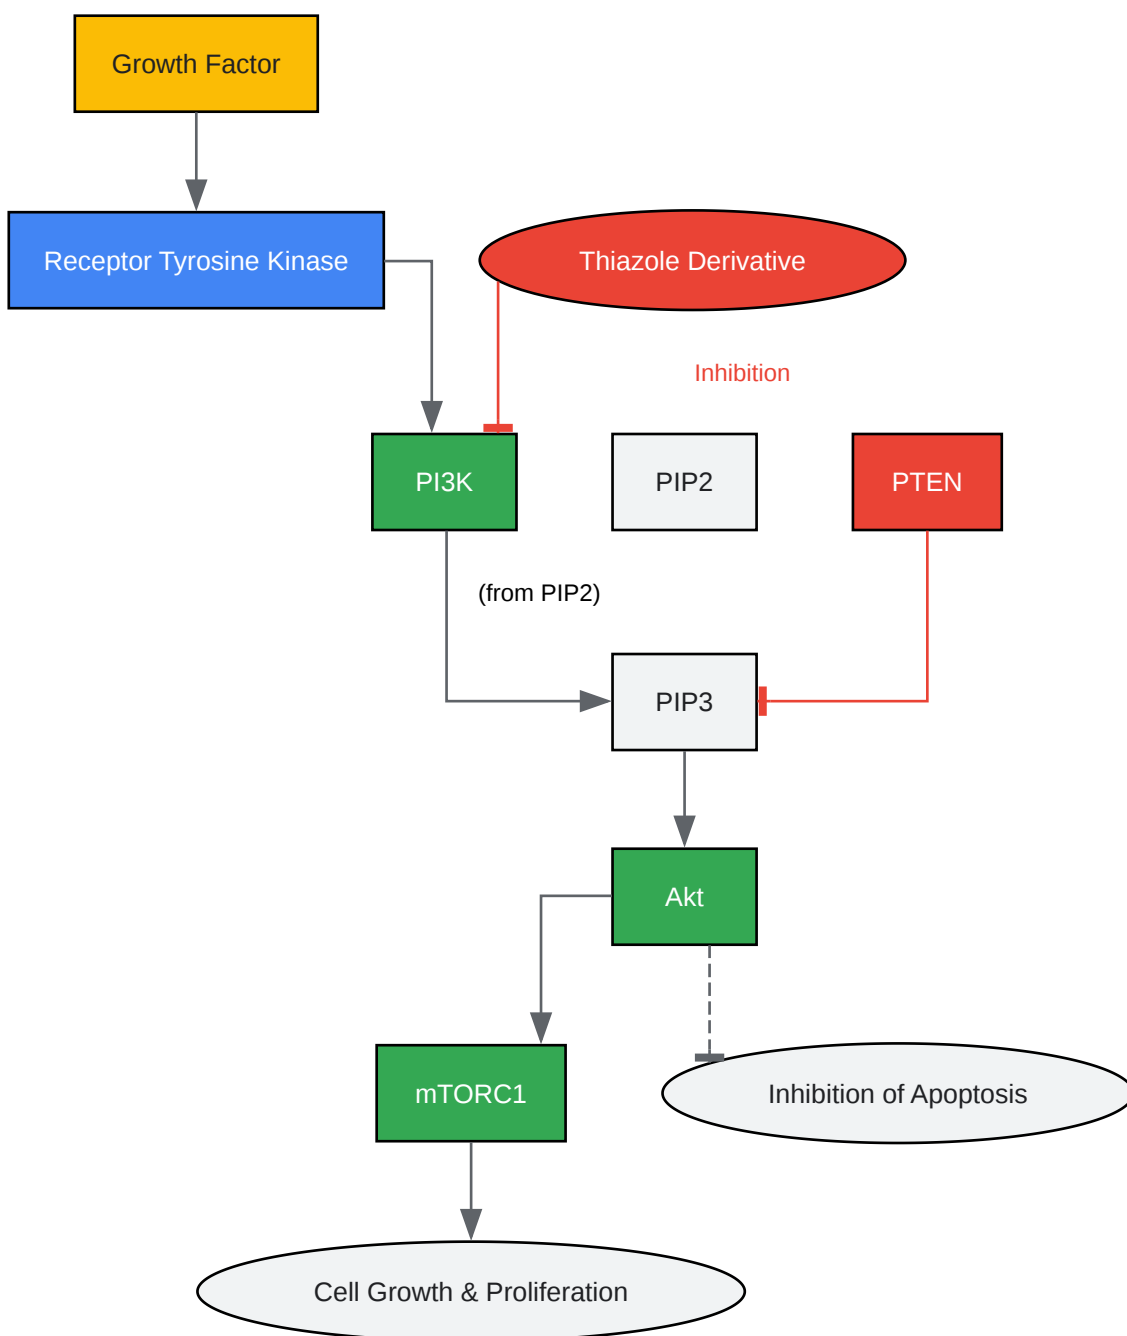 Growth Factor
Receptor Tyrosine Kinase
Thiazole Derivative
Inhibition
PI3K
PIP2
PTEN
(from PIP2)
PIP3
Akt
mTORC1
Inhibition of Apoptosis
Cell Growth & Proliferation